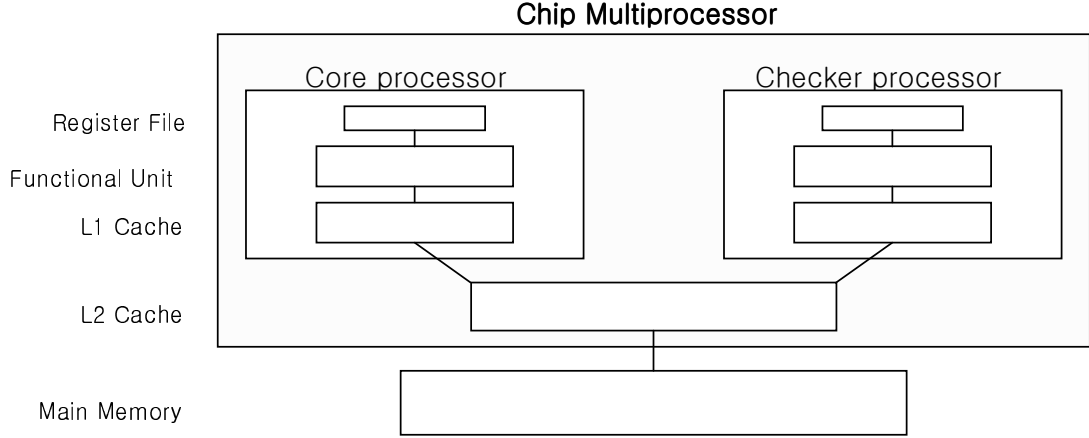 Chip Multiprocessor
Core processor
Checker processor
Register File
Functional Unit
L1 Cache
L2 Cache
Main Memory